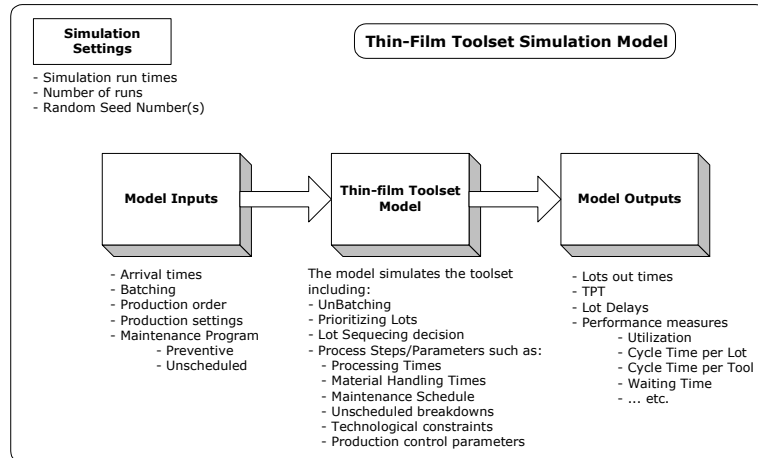 Simulation
Settings
Thin-Film Toolset Simulation Model
- Simulation run times
- Number of runs
- Random Seed Number(s)
Model Inputs
Thin-film Toolset
Model
Model Outputs
- Arrival times
- Batching
- Production order
- Production settings
- Maintenance Program
- Preventive
- Unscheduled
The model simulates the toolset
including:
- UnBatching
- Prioritizing Lots
- Lot Sequecing decision
- Process Steps/Parameters such as:
- Processing Times
- Material Handling Times
- Maintenance Schedule
- Unscheduled breakdowns
- Technological constraints
- Production control parameters
- Lots out times
- TPT
- Lot Delays
- Performance measures
- Utilization
- Cycle Time per Lot
- Cycle Time per Tool
- Waiting Time
- ... etc.